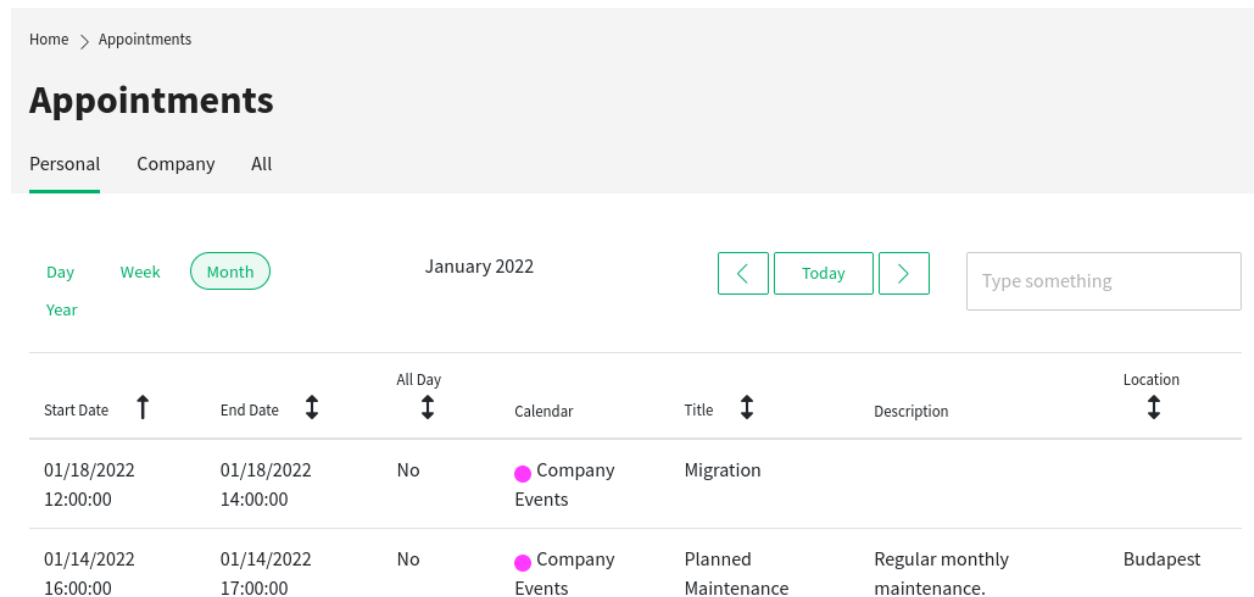 Home > Appointments
Appointments
Personal Company All
Day Week Month January 2022 Today Type something
Year
All Day Location
Start Date End Date Calendar Title Description
01/18/2022 01/18/2022 No Company Migration
12:00:00 14:00:00 Events
01/14/2022 01/14/2022 No Company Planned Regular monthly Budapest
16:00:00 17:00:00 Events Maintenance maintenance.